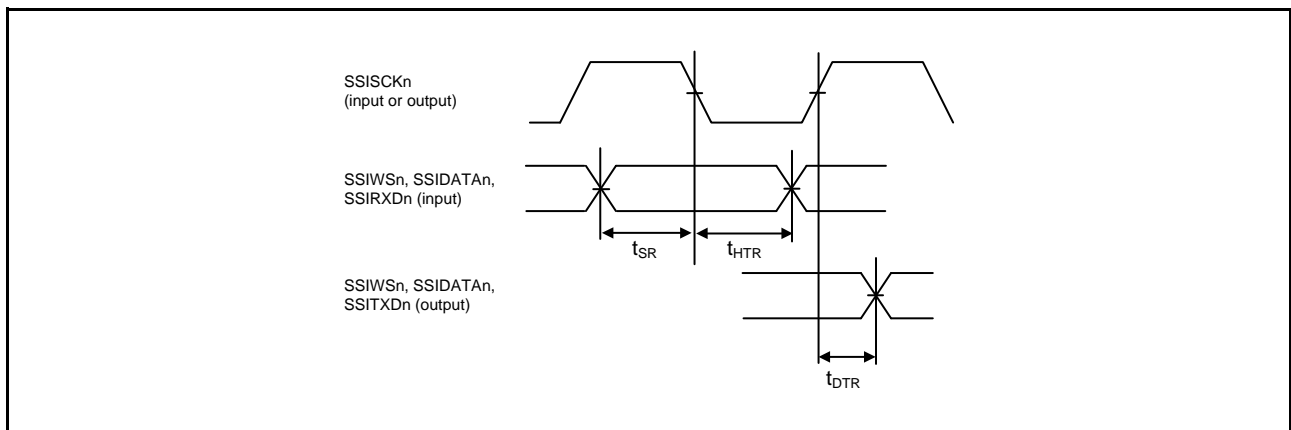 SSISCKn
(input or output)
SSIWSn, SSIDATAn,
SSIRXDn (input)
tSR
tHTR
SSIWSn, SSIDATAn,
SSITXDn (output)
tDTR